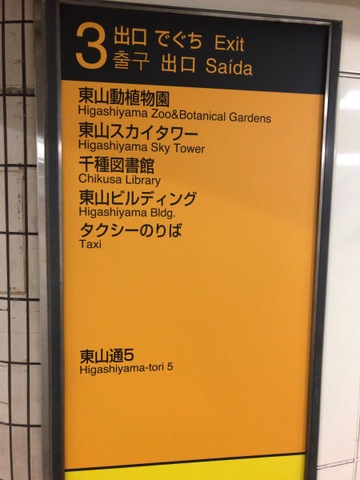 3 出口 でぐち Exit
출구 出口 Saída
東山動植物園
Higashiyama Zoo&Botanical Gardens
東山スカイタワー
Higashiyama Sky Tower
千種図書館
Chikusa Library
東山ビルディング
Higashiyama Bldg.
タクシーのりば
Taxi
東山通5
Higashiyama-tori 5